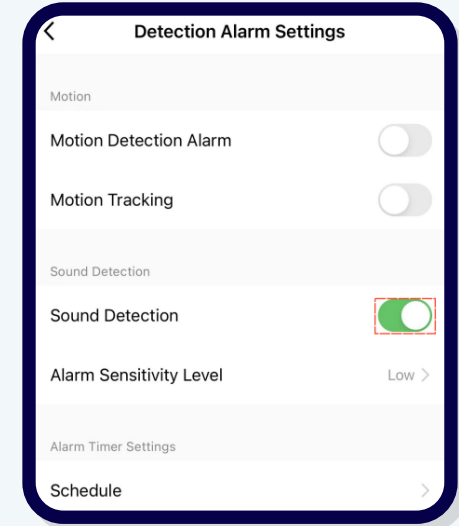 Detection Alarm Settings
Motion
Motion Detection Alarm
Motion Tracking
Sound Detection
Sound Detection
Alarm Sensitivity Level Low
Alarm Timer Settings
Schedule